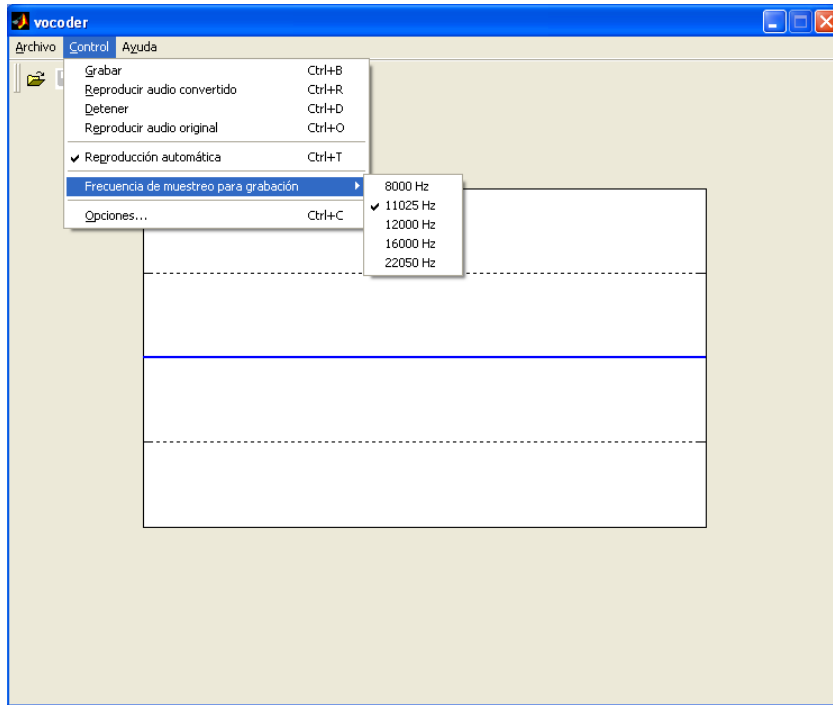 vocoder
Archivo Control Ayuda
Grabar Ctrl+B
Reproducir audio convertido Ctrl+R
Detener Ctrl+D
Reproducir audio original Ctrl+O
Reproducción automática Ctrl+T
Frecuencia de muestreo para grabación
Opciones... Ctrl+C
8000 Hz
11025 Hz
12000 Hz
16000 Hz
22050 Hz